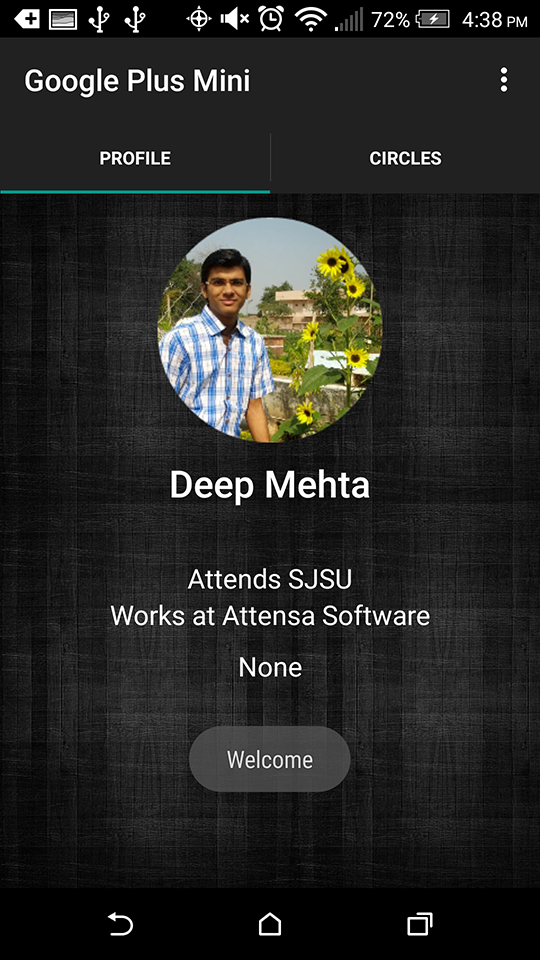 72% 4:38 PM
Google Plus Mini
PROFILE CIRCLES
Deep Mehta
Attends SJSU
Works at Attensa Software
None
Welcome